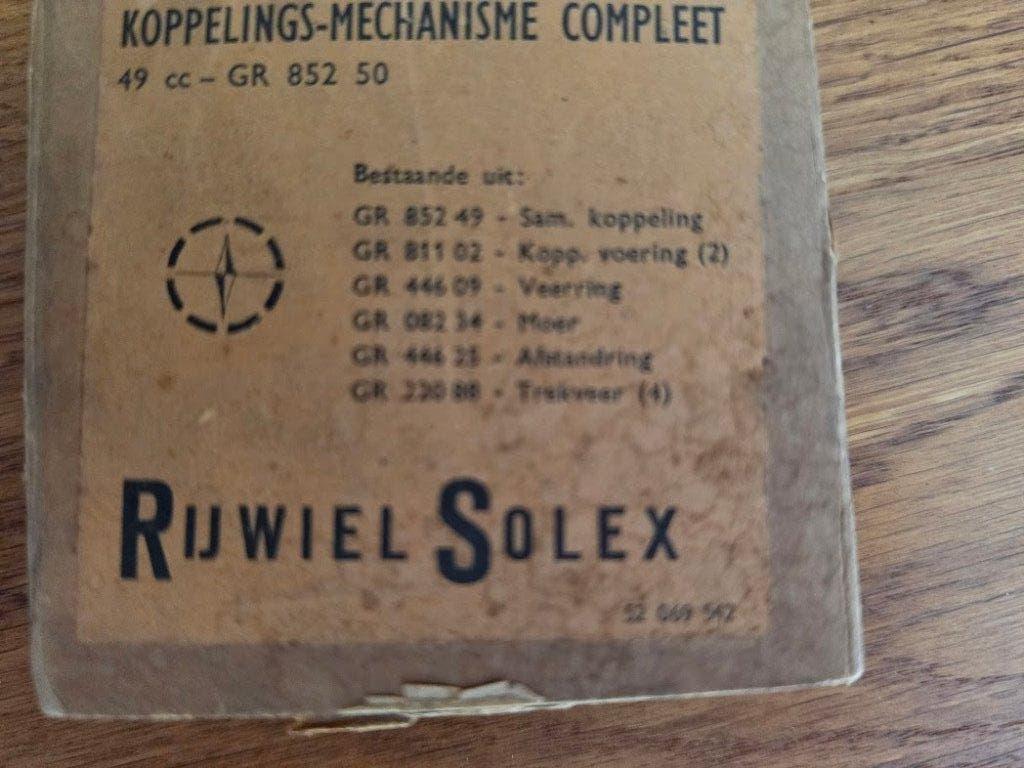 KOPPELINGS-MECHANISME COMPLEET
49 cc – GR 852 50
Bestaande uit:
GR 852 49 - Sam. koppeling
GR 811 02 - Kopp. voering (2)
GR 446 09 - Veerring
GR 082 34 - Moer
GR 446 25 - Afstandring
GR 220 88 - Trekveer (4)
RIJWIEL SOLEX
52 069 542